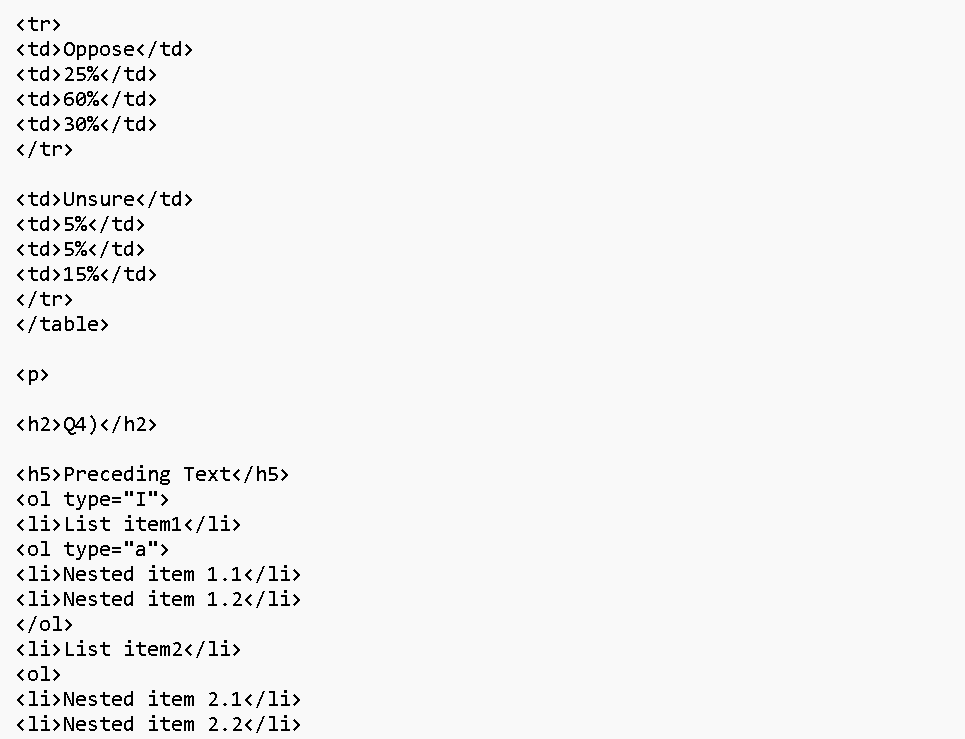 <tr>
<td>Oppose</td>
<td>25%</td>
<td>60%</td>
<td>30%</td>
</tr>
<td>Unsure</td>
<td>5%</td>
<td>5%</td>
<td>15%</td>
</tr>
</table>
<p>
<h2>Q4)</h2>
<h5>Preceding Text</h5>
<ol type="I">
<li>List item1</li>
<ol type="a">
<li>Nested item 1.1</li>
<li>Nested item 1.2</li>
</ol>
<li>List item2</li>
<ol>
<li>Nested item 2.1</li>
<li>Nested item 2.2</li>